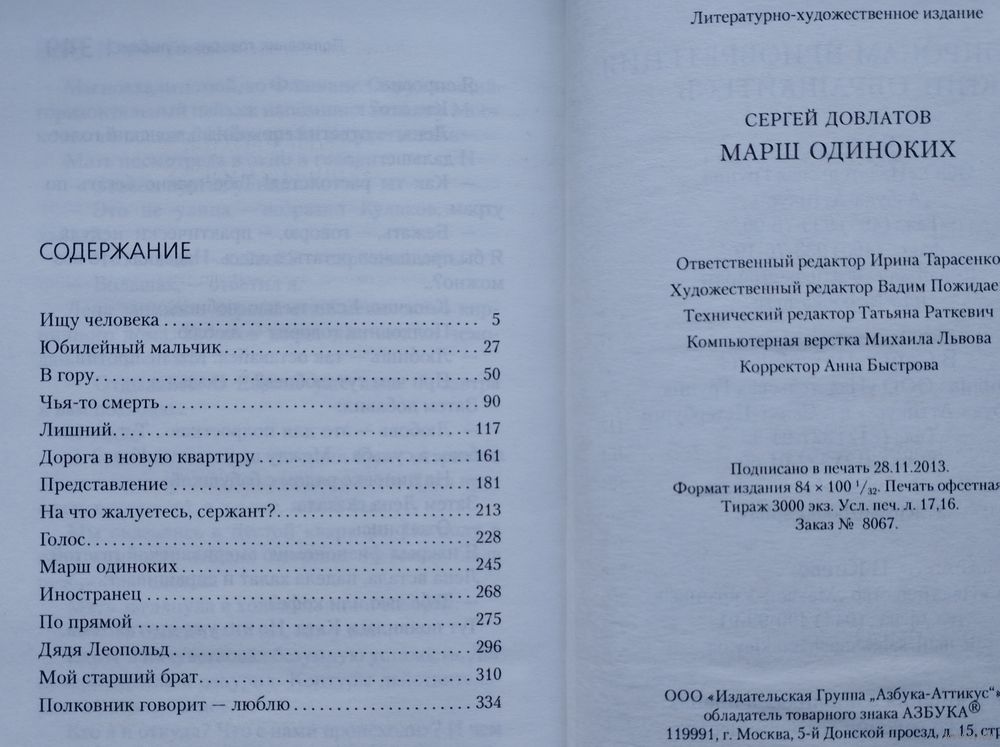 СОДЕРЖАНИЕ
Ищу человека . . . . . . . . . . 5
Юбилейный мальчик . . . . . . . . . . 27
В гору . . . . . . . . . . 50
Чья-то смерть . . . . . . . . . . 90
Лишний . . . . . . . . . . 117
Дорога в новую квартиру . . . . . . . . . . 161
Представление . . . . . . . . . . 181
На что жалуетесь, сержант? . . . . . . . . . . 213
Голос . . . . . . . . . . 228
Марш одиноких . . . . . . . . . . 245
Иностранец . . . . . . . . . . 268
По прямой . . . . . . . . . . 275
Дядя Леопольд . . . . . . . . . . 296
Мой старший брат . . . . . . . . . . 310
Полковник говорит — люблю . . . . . . . . . . 334
Литературно-художественное издание
СЕРГЕЙ ДОВЛАТОВ
МАРШ ОДИНОКИХ
Ответственный редактор Ирина Тарасенко
Художественный редактор Вадим Пожидае
Технический редактор Татьяна Раткевич
Компьютерная верстка Михаила Львова
Корректор Анна Быстрова
Подписано в печать 28.11.2013.
Формат издания 84 × 100 1/32. Печать офсетная
Тираж 3000 экз. Усл. печ. л. 17,16.
Заказ № 8067.
ООО «Издательская Группа „Азбука-Аттикус“»
обладатель товарного знака АЗБУКА®
119991, г. Москва, 5-й Донской проезд, д. 15, стр